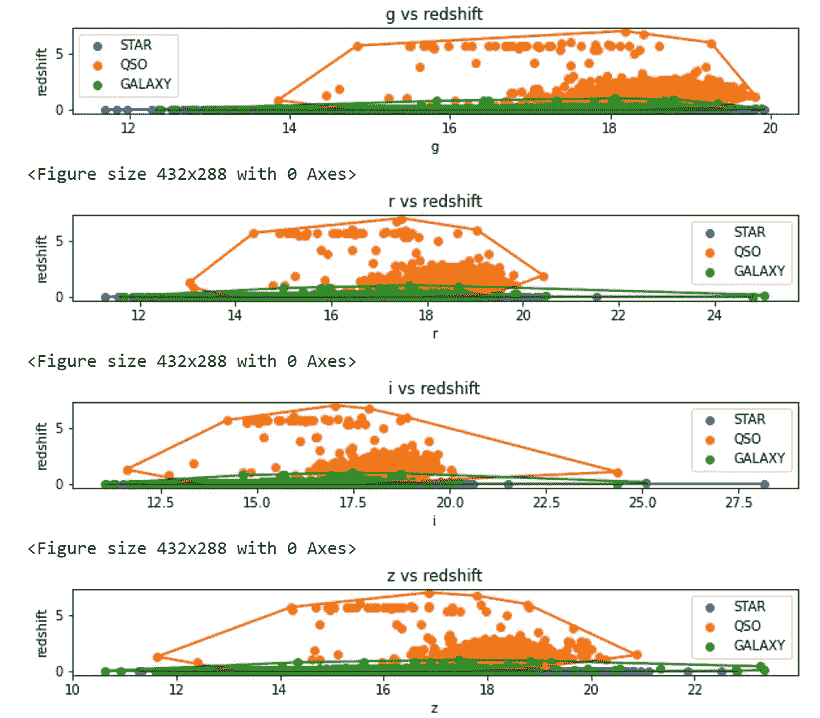 g vs redshift
redshift
5
0
STAR
QSO
GALAXY
12 14 16 18 20
g
<Figure size 432x288 with 0 Axes>
r vs redshift
redshift
5
0
STAR
QSO
GALAXY
12 14 16 18 20 22 24
r
<Figure size 432x288 with 0 Axes>
i vs redshift
redshift
5
0
STAR
QSO
GALAXY
12.5 15.0 17.5 20.0 22.5 25.0 27.5
i
<Figure size 432x288 with 0 Axes>
z vs redshift
redshift
5
0
STAR
QSO
GALAXY
10 12 14 16 18 20 22
z